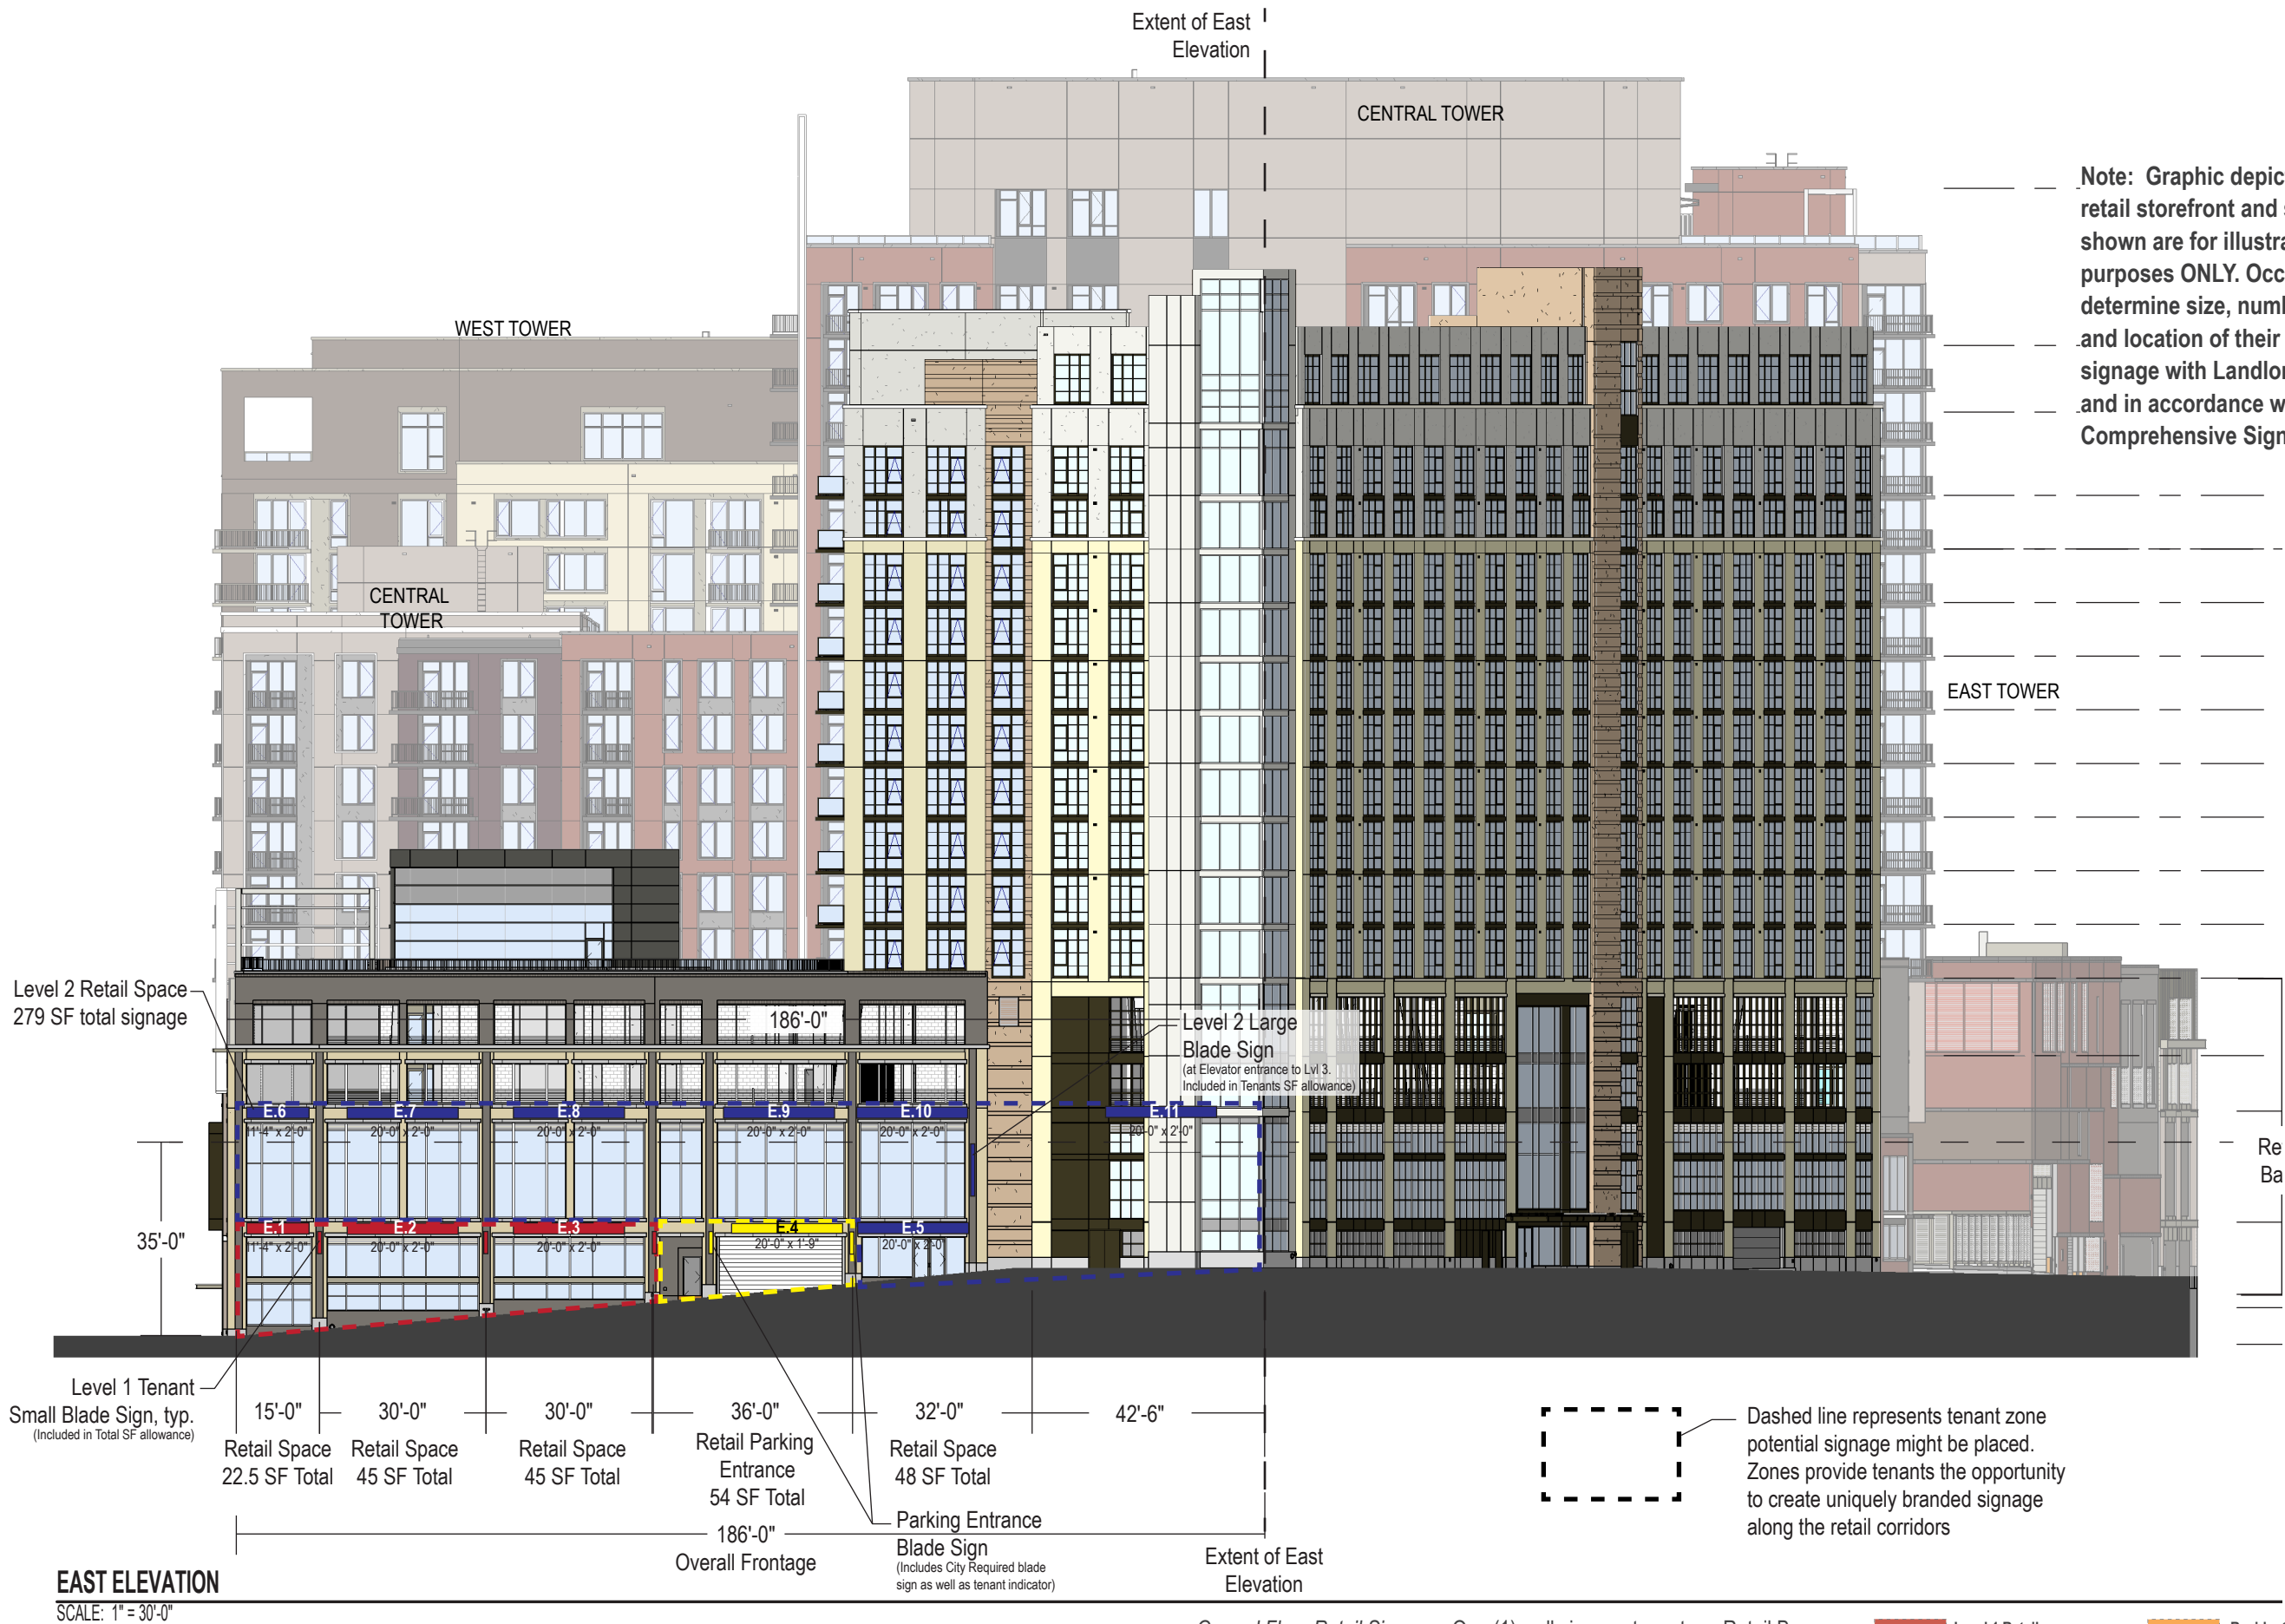 Extent of East
Elevation
CENTRAL TOWER
Note: Graphic depic
retail storefront and s
shown are for illustra
purposes ONLY. Occ
determine size, numb
and location of their
signage with Landlor
and in accordance w
Comprehensive Sign
WEST TOWER
CENTRAL
TOWER
EAST TOWER
Level 2 Retail Space
279 SF total signage
186'-0"
Level 2 Large
Blade Sign
(at Elevator entrance to Lvl 3.
Included in Tenants SF allowance)
E.6
E.7
E.8
E.9
E.10
E.11
11'-4" x 2'-0"
20'-0" x 2'-0"
20'-0" x 2'-0"
20'-0" x 2'-0"
20'-0" x 2'-0"
20'-0" x 2'-0"
Re
Ba
35'-0"
E.1
E.2
E.3
E.4
E.5
11'-4" x 2'-0"
20'-0" x 2'-0"
20'-0" x 2'-0"
20'-0" x 1'-9"
20'-0" x 2'-0"
Level 1 Tenant
Small Blade Sign, typ.
(Included in Total SF allowance)
15'-0"
30'-0"
30'-0"
36'-0"
32'-0"
42'-6"
Retail Space
22.5 SF Total
Retail Space
45 SF Total
Retail Space
45 SF Total
Retail Parking
Entrance
54 SF Total
Retail Space
48 SF Total
Dashed line represents tenant zone
potential signage might be placed.
Zones provide tenants the opportunity
to create uniquely branded signage
along the retail corridors
186'-0"
Overall Frontage
Parking Entrance
Blade Sign
(Includes City Required blade
sign as well as tenant indicator)
Extent of East
Elevation
EAST ELEVATION
SCALE: 1" = 30'-0"